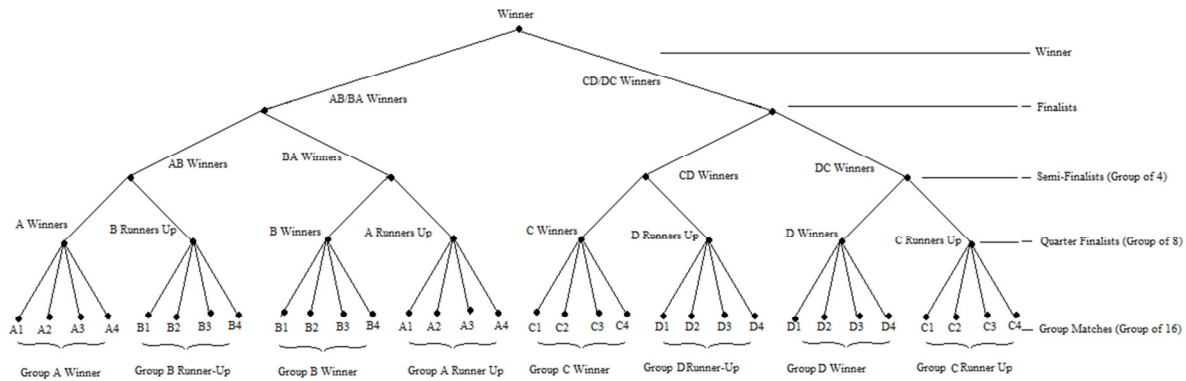 Winner
Winner
CD/DC Winners
AB/BA Winners
Finalists
AB Winners
BA Winners
CD Winners
DC Winners
Semi-Finalists (Group of 4)
A Winners
B Runners Up
B Winners
A Runners Up
C Winners
D Runners Up
D Winners
C Runners Up
Quarter Finalists (Group of 8)
A1 A2 A3 A4 B1 B2 B3 B4 B1 B2 B3 B4 A1 A2 A3 A4 C1 C2 C3 C4 D1 D2 D3 D4 D1 D2 D3 D4 C1 C2 C3 C4
Group Matches (Group of 16)
Group A Winner
Group B Runner-Up
Group B Winner
Group A Runner Up
Group C Winner
Group D Runner-Up
Group D Winner
Group C Runner Up